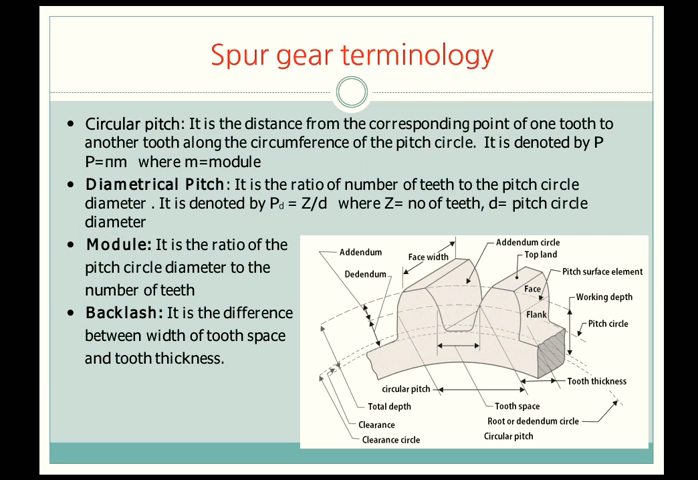 Spur gear terminology
• Circular pitch: It is the distance from the corresponding point of one tooth to
another tooth along the circumference of the pitch circle. It is denoted by P
P=πm where m=module
• Diametrical Pitch: It is the ratio of number of teeth to the pitch circle
diameter . It is denoted by Pd = Z/d where Z= no of teeth, d= pitch circle
diameter
• Module: It is the ratio of the
pitch circle diameter to the
number of teeth
• Backlash: It is the difference
between width of tooth space
and tooth thickness.
Addendum
Face width
Addendum circle
Top land
Dedendum
Pitch surface element
Face
Working depth
Flank
Pitch circle
circular pitch
Tooth thickness
Total depth
Tooth space
Clearance
Root or dedendum circle
Clearance circle
Circular pitch